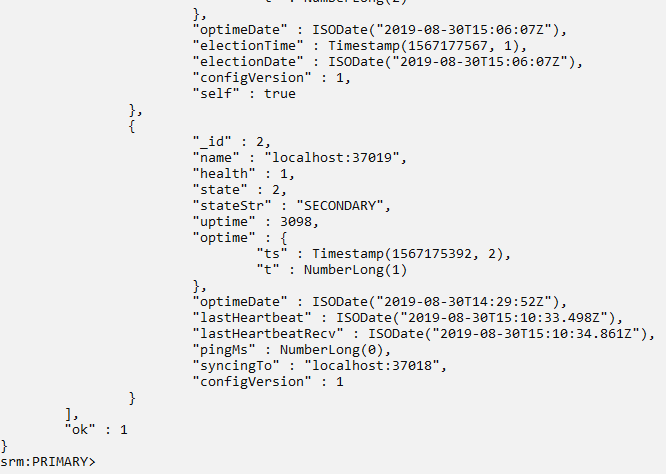 "t" : NumberLong(2)
},
"optimeDate" : ISODate("2019-08-30T15:06:07Z"),
"electionTime" : Timestamp(1567177567, 1),
"electionDate" : ISODate("2019-08-30T15:06:07Z"),
"configVersion" : 1,
"self" : true
},
{
"_id" : 2,
"name" : "localhost:37019",
"health" : 1,
"state" : 2,
"stateStr" : "SECONDARY",
"uptime" : 3098,
"optime" : {
"ts" : Timestamp(1567175392, 2),
"t" : NumberLong(1)
},
"optimeDate" : ISODate("2019-08-30T14:29:52Z"),
"lastHeartbeat" : ISODate("2019-08-30T15:10:33.498Z"),
"lastHeartbeatRecv" : ISODate("2019-08-30T15:10:34.861Z"),
"pingMs" : NumberLong(0),
"syncingTo" : "localhost:37018",
"configVersion" : 1
}
],
"ok" : 1
}
srm:PRIMARY>